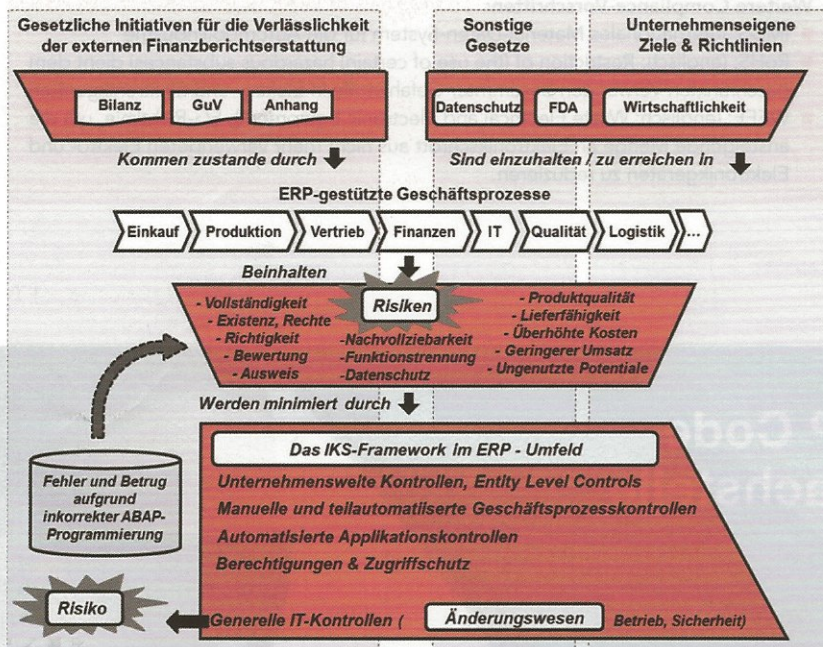 Gesetzliche Initiativen für die Verlässlichkeit
der externen Finanzberichtserstattung
Sonstige
Gesetze
Unternehmenseigene
Ziele & Richtlinien
Bilanz
GuV
Anhang
Datenschutz
FDA
Wirtschaftlichkeit
Kommen zustande durch
Sind einzuhalten / zu erreichen in
ERP-gestützte Geschäftsprozesse
Einkauf
Produktion
Vertrieb
Finanzen
IT
Qualität
Logistik
...
Beinhalten
Risiken
- Vollständigkeit
- Existenz, Rechte
- Richtigkeit
- Bewertung
- Ausweis
-Nachvollziebarkeit
-Funktionstrennung
-Datenschutz
- Produktqualität
- Lieferfähigkeit
- Überhöhte Kosten
- Geringerer Umsatz
- Ungenutzte Potentiale
Werden minimiert durch
Das IKS-Framework im ERP - Umfeld
Unternehmensweite Kontrollen, Entity Level Controls
Manuelle und teilautomatiisrte Geschäftsprozesskontrollen
Automatisierte Applikationskontrollen
Berechtigungen & Zugriffschutz
Fehler und Betrug
aufgrund
inkorrekter ABAP-
Programmierung
Risiko
Generelle IT-Kontrollen ( Änderungswesen Betrieb, Sicherheit)